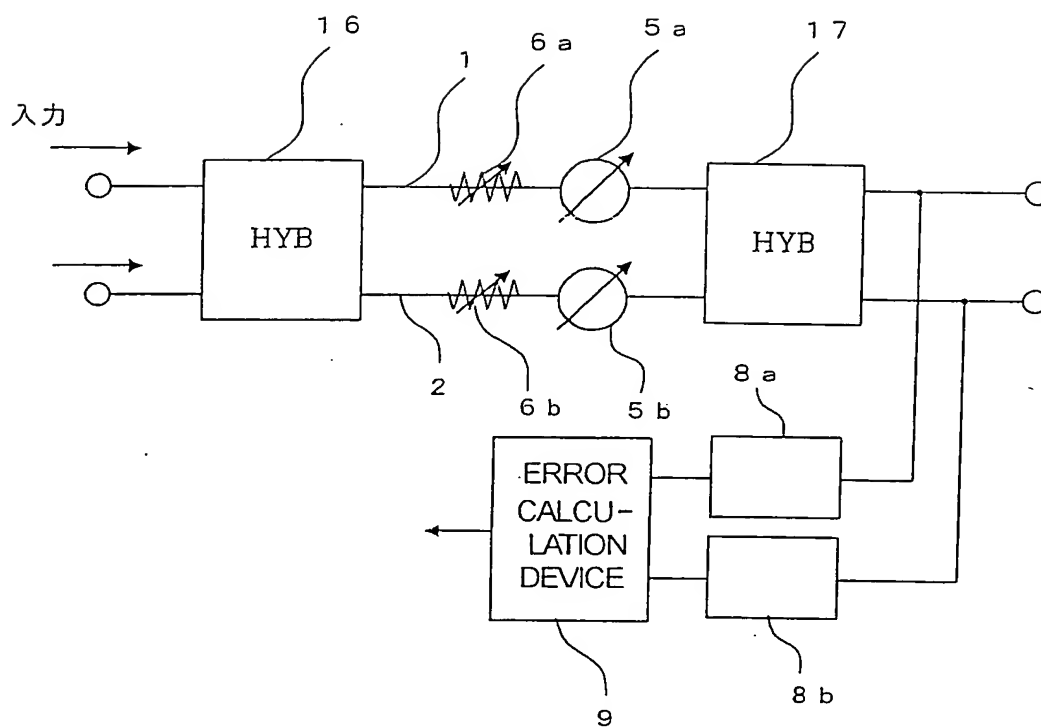 16
1
6a
5a
17
入力
HYB
HYB
2
6b
5b
8a
ERROR
CALCU-
LATION
DEVICE
9
8b